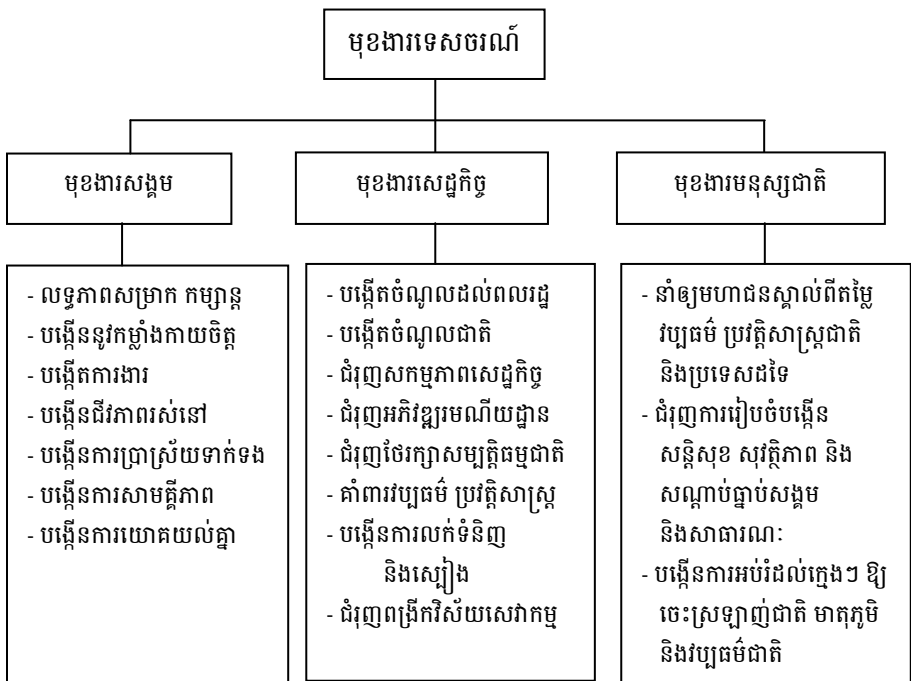 មុខងារទេសចរណ៍
មុខងារសង្គម
មុខងារសេដ្ឋកិច្ច
មុខងារមនុស្សជាតិ
- លទ្ធភាពសម្រាក កម្សាន្ត
- បង្កើននូវកម្លាំងកាយចិត្ត
- បង្កើតការងារ
- បង្កើនជីវភាពរស់នៅ
- បង្កើនការប្រាស្រ័យទាក់ទង
- បង្កើនការសាមគ្គីភាព
- បង្កើនការយោគយល់គ្នា
- បង្កើតចំណូលដល់ពលរដ្ឋ
- បង្កើតចំណូលជាតិ
- ជំរុញសកម្មភាពសេដ្ឋកិច្ច
- ជំរុញអភិវឌ្ឍរមណីយដ្ឋាន
- ជំរុញថែរក្សាសម្បត្តិធម្មជាតិ
- គាំពារវប្បធម៌ ប្រវត្តិសាស្ត្រ
- បង្កើនការលក់ទំនិញ
និងស្បៀង
- ជំរុញពង្រីកវិស័យសេវាកម្ម
- នាំឲ្យមហាជនស្គាល់ពីតម្លៃ
វប្បធម៌ ប្រវត្តិសាស្ត្រជាតិ
និងប្រទេសដទៃ
- ជំរុញការរៀបចំបង្កើន
សន្តិសុខ សុវត្ថិភាព និង
សណ្តាប់ធ្នាប់សង្គម
និងសាធារណៈ
- បង្កើនការអប់រំដល់ក្មេងៗ ឱ្យ
ចេះស្រឡាញ់ជាតិ មាតុភូមិ
និងវប្បធម៌ជាតិ